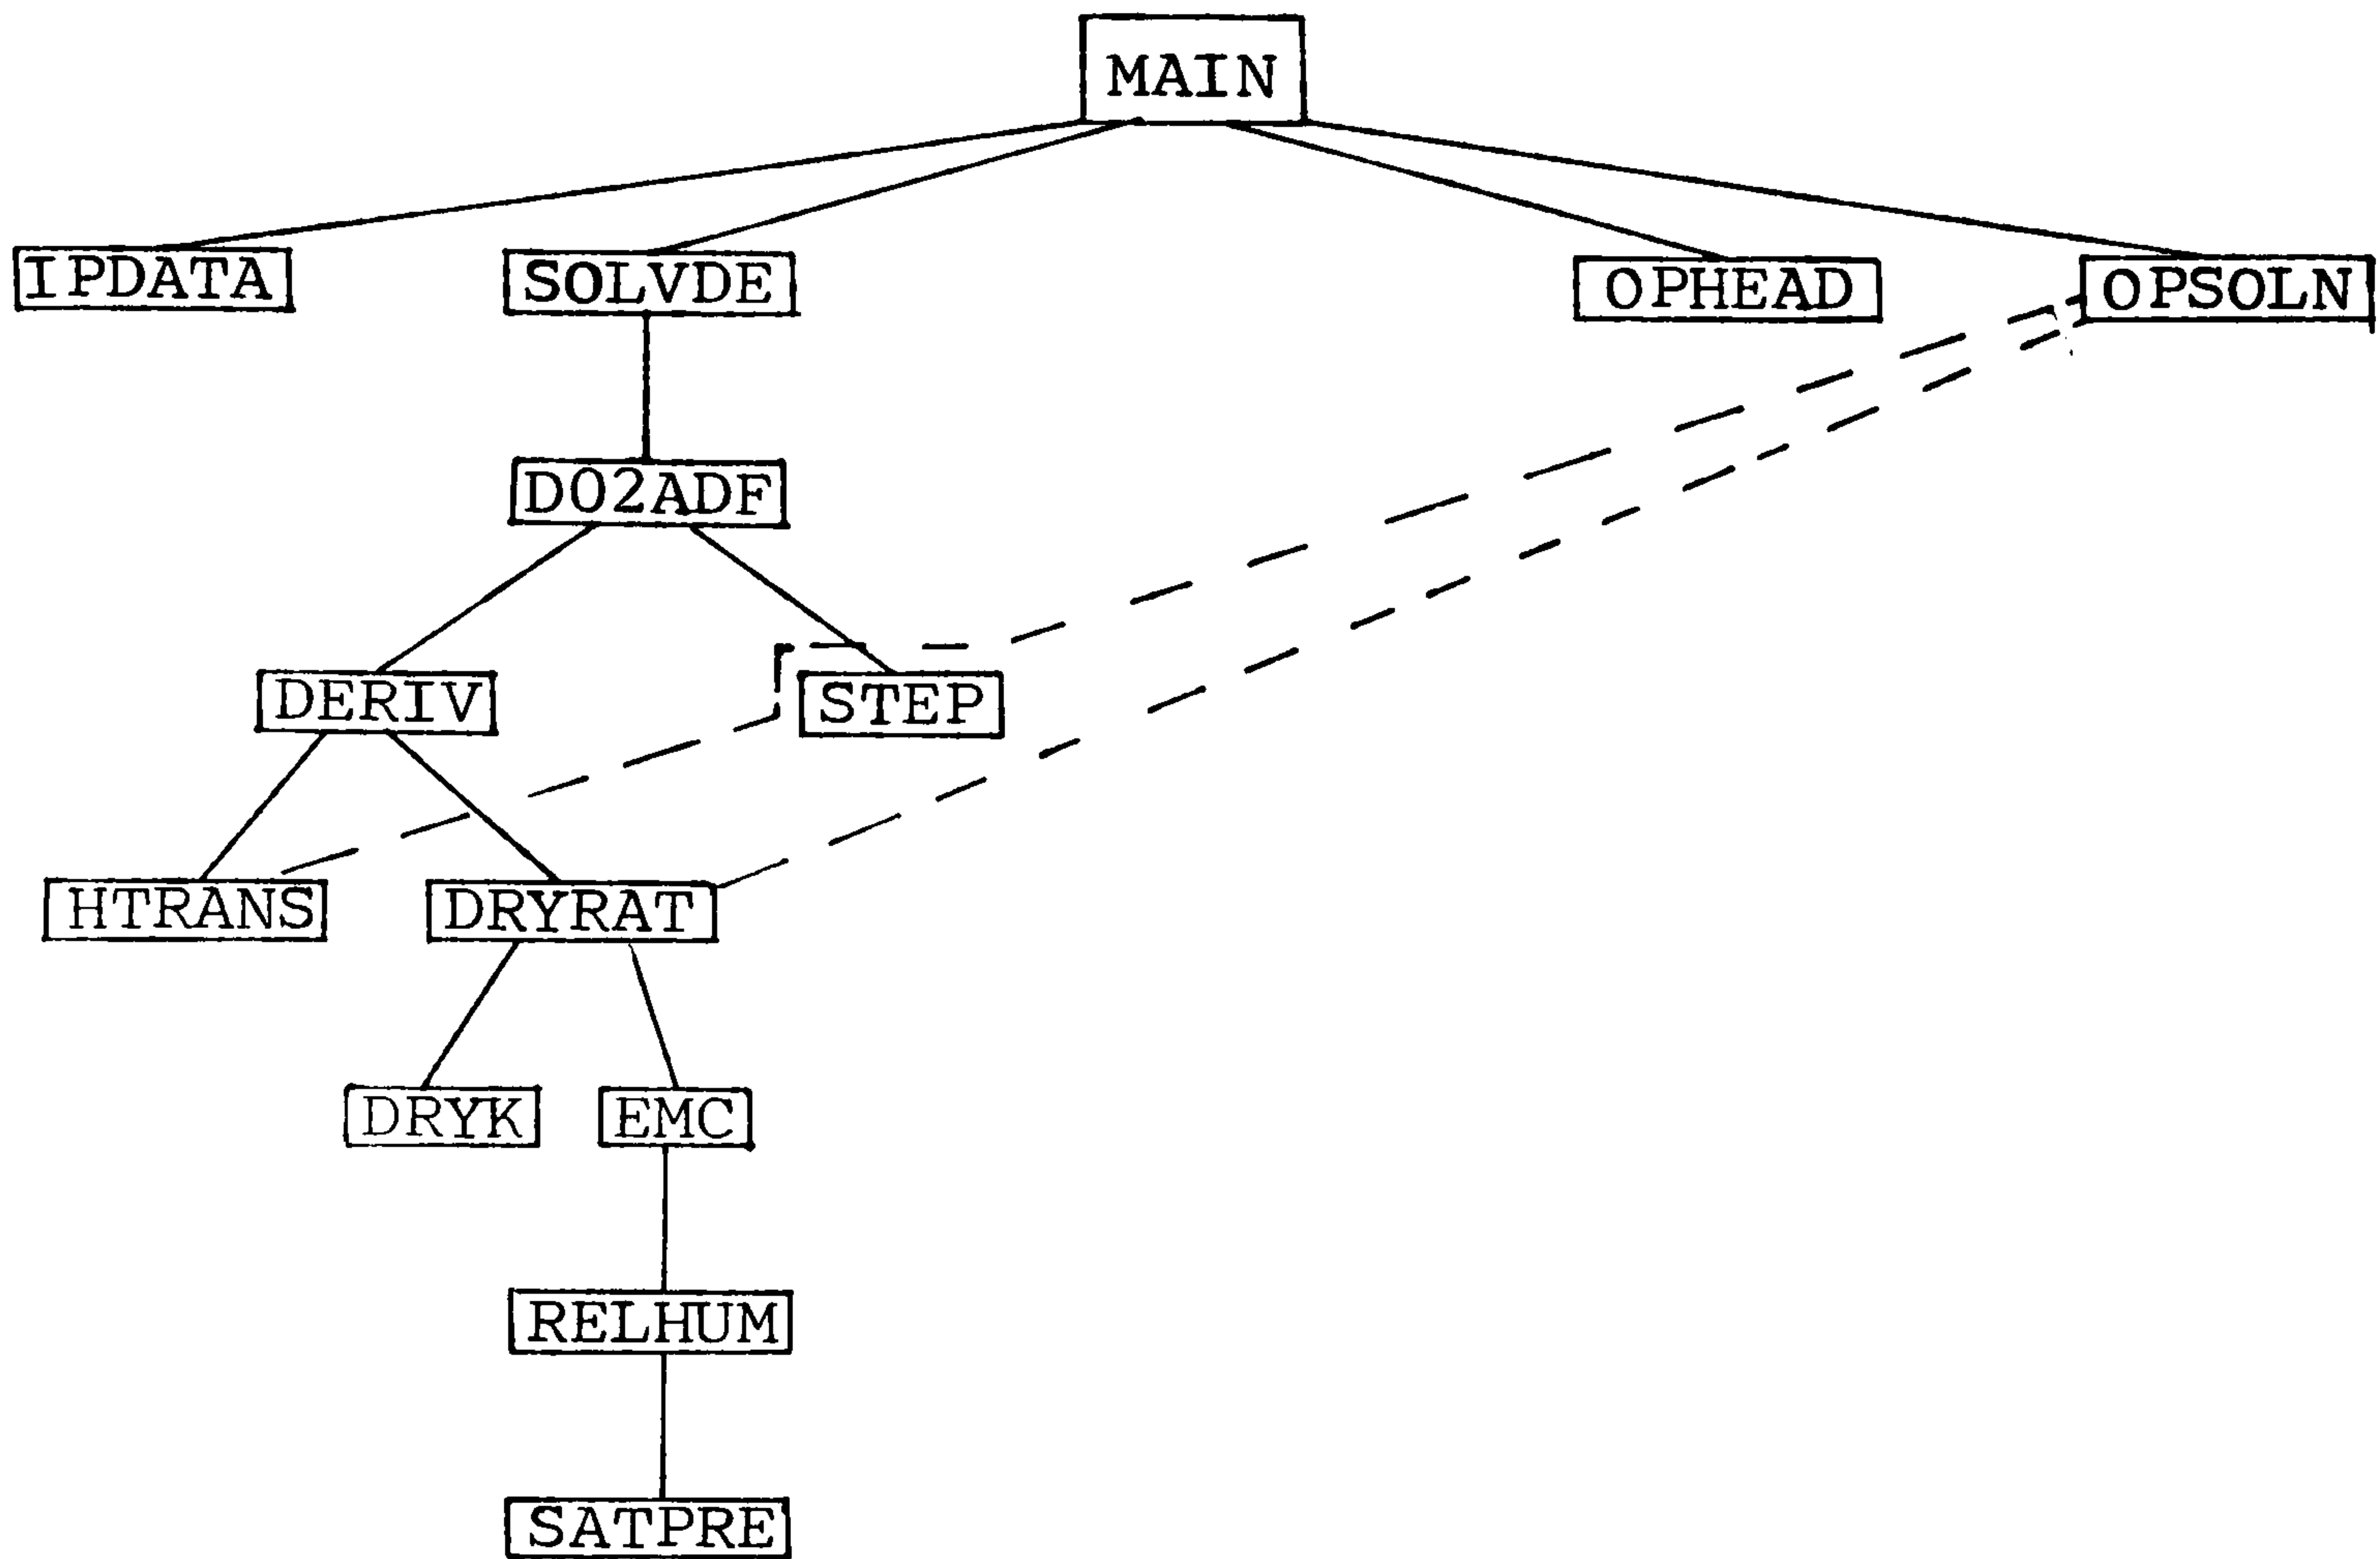 MAIN
IPDATA
SOLVDE
OPHEAD
OPSOLN
DO2ADF
DERIV
STEP
HTRANS
DRYRAT
DRYK
EMC
RELHUM
SATPRE